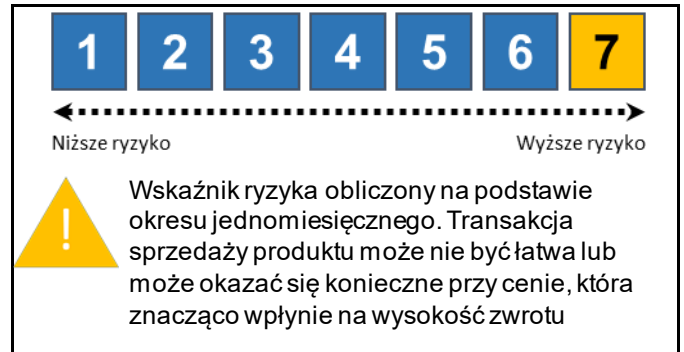 1 2 3 4 5 6 7
Niższe ryzyko Wyższe ryzyko
!
Wskaźnik ryzyka obliczony na podstawie
okresu jednomiesięcznego. Transakcja
sprzedaży produktu może nie być łatwa lub
może okazać się konieczne przy cenie, która
znacząco wpłynie na wysokość zwrotu